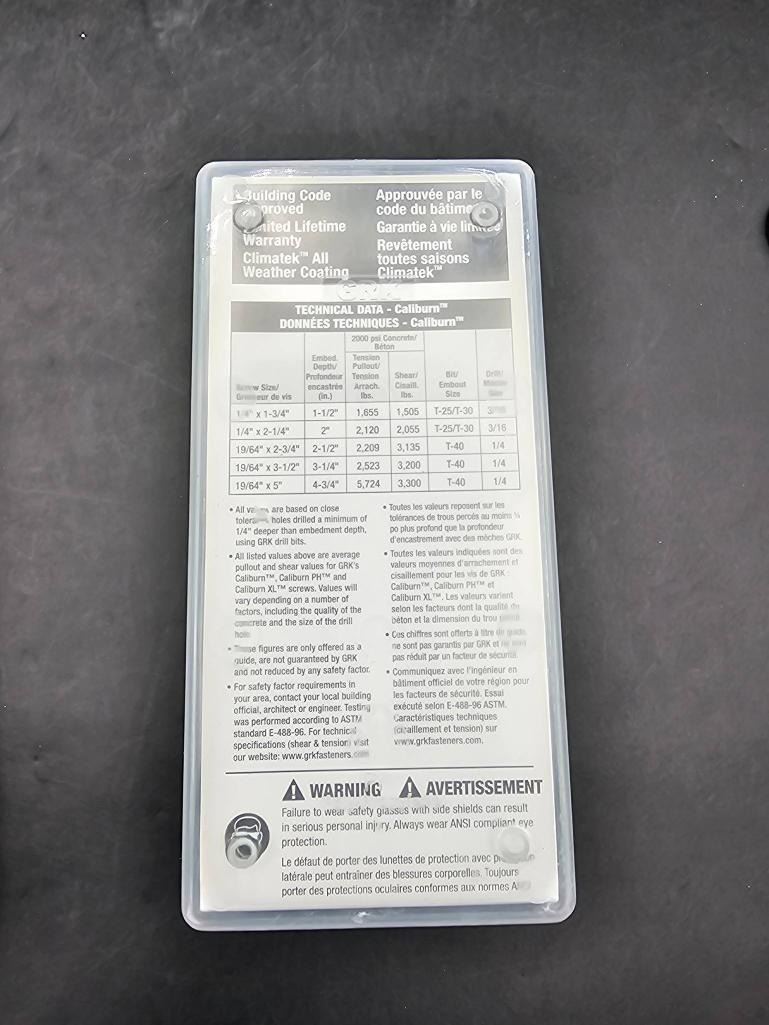 Building Code
Approved
Limited Lifetime
Warranty
Climatek™ All
Weather Coating
Approuvée par le
code du bâtiment
Garantie à vie limitée
Revêtement
toutes saisons
Climatek™
GRK
TECHNICAL DATA - Caliburn™
DONNÉES TECHNIQUES - Caliburn™
2000 psi Concrete/
Béton
Screw Size/
Grosseur de vis
Embed.
Depth/
Profondeur
encastrée
(in.)
Tension
Pullout/
Tension
Arrach.
lbs.
Shear/
Cisaill.
lbs.
Bit/
Embout
Size
Drill/
Size
1/4" x 1-3/4" 1-1/2" 1,655 1,505 T-25/T-30 3/16
1/4" x 2-1/4" 2" 2,120 2,055 T-25/T-30 3/16
19/64" x 2-3/4" 2-1/2" 2,209 3,135 T-40 1/4
19/64" x 3-1/2" 3-1/4" 2,523 3,200 T-40 1/4
19/64" x 5" 4-3/4" 5,724 3,300 T-40 1/4
• All values are based on close
tolerance holes drilled a minimum of
1/4" deeper than embedment depth,
using GRK drill bits.
• All listed values above are average
pullout and shear values for GRK's
Caliburn™, Caliburn PH™ and
Caliburn XL™ screws. Values will
vary depending on a number of
factors, including the quality of the
concrete and the size of the drill
hole.
• These figures are only offered as a
guide, are not guaranteed by GRK
and not reduced by any safety factor.
• For safety factor requirements in
your area, contact your local building
official, architect or engineer. Testing
was performed according to ASTM
standard E-488-96. For technical
specifications (shear & tension) visit
our website: www.grkfasteners.com
• Toutes les valeurs reposent sur les
tolérances de trous percés au moins ¼
po plus profond que la profondeur
d'encastrement avec des mèches GRK.
• Toutes les valeurs indiquées sont des
valeurs moyennes d'arrachement et
cisaillement pour les vis de GRK :
Caliburn™, Caliburn PH™ et
Caliburn XL™. Les valeurs varient
selon les facteurs dont la qualité du
béton et la dimension du trou
• Ces chiffres sont offerts à titre de guide,
ne sont pas garantis par GRK et ne sont
pas réduit par un facteur de sécurité.
• Communiquez avec l'ingénier en
bâtiment officiel de votre région pour
les facteurs de sécurité. Essai
exécuté selon E-488-96 ASTM.
Caractéristiques techniques
(cisaillement et tension) sur
www.grkfasteners.com.
WARNING AVERTISSEMENT
Failure to wear safety glasses with side shields can result
in serious personal injury. Always wear ANSI compliant eye
protection.
Le défaut de porter des lunettes de protection avec protection
latérale peut entraîner des blessures corporelles. Toujours
porter des protections oculaires conformes aux normes